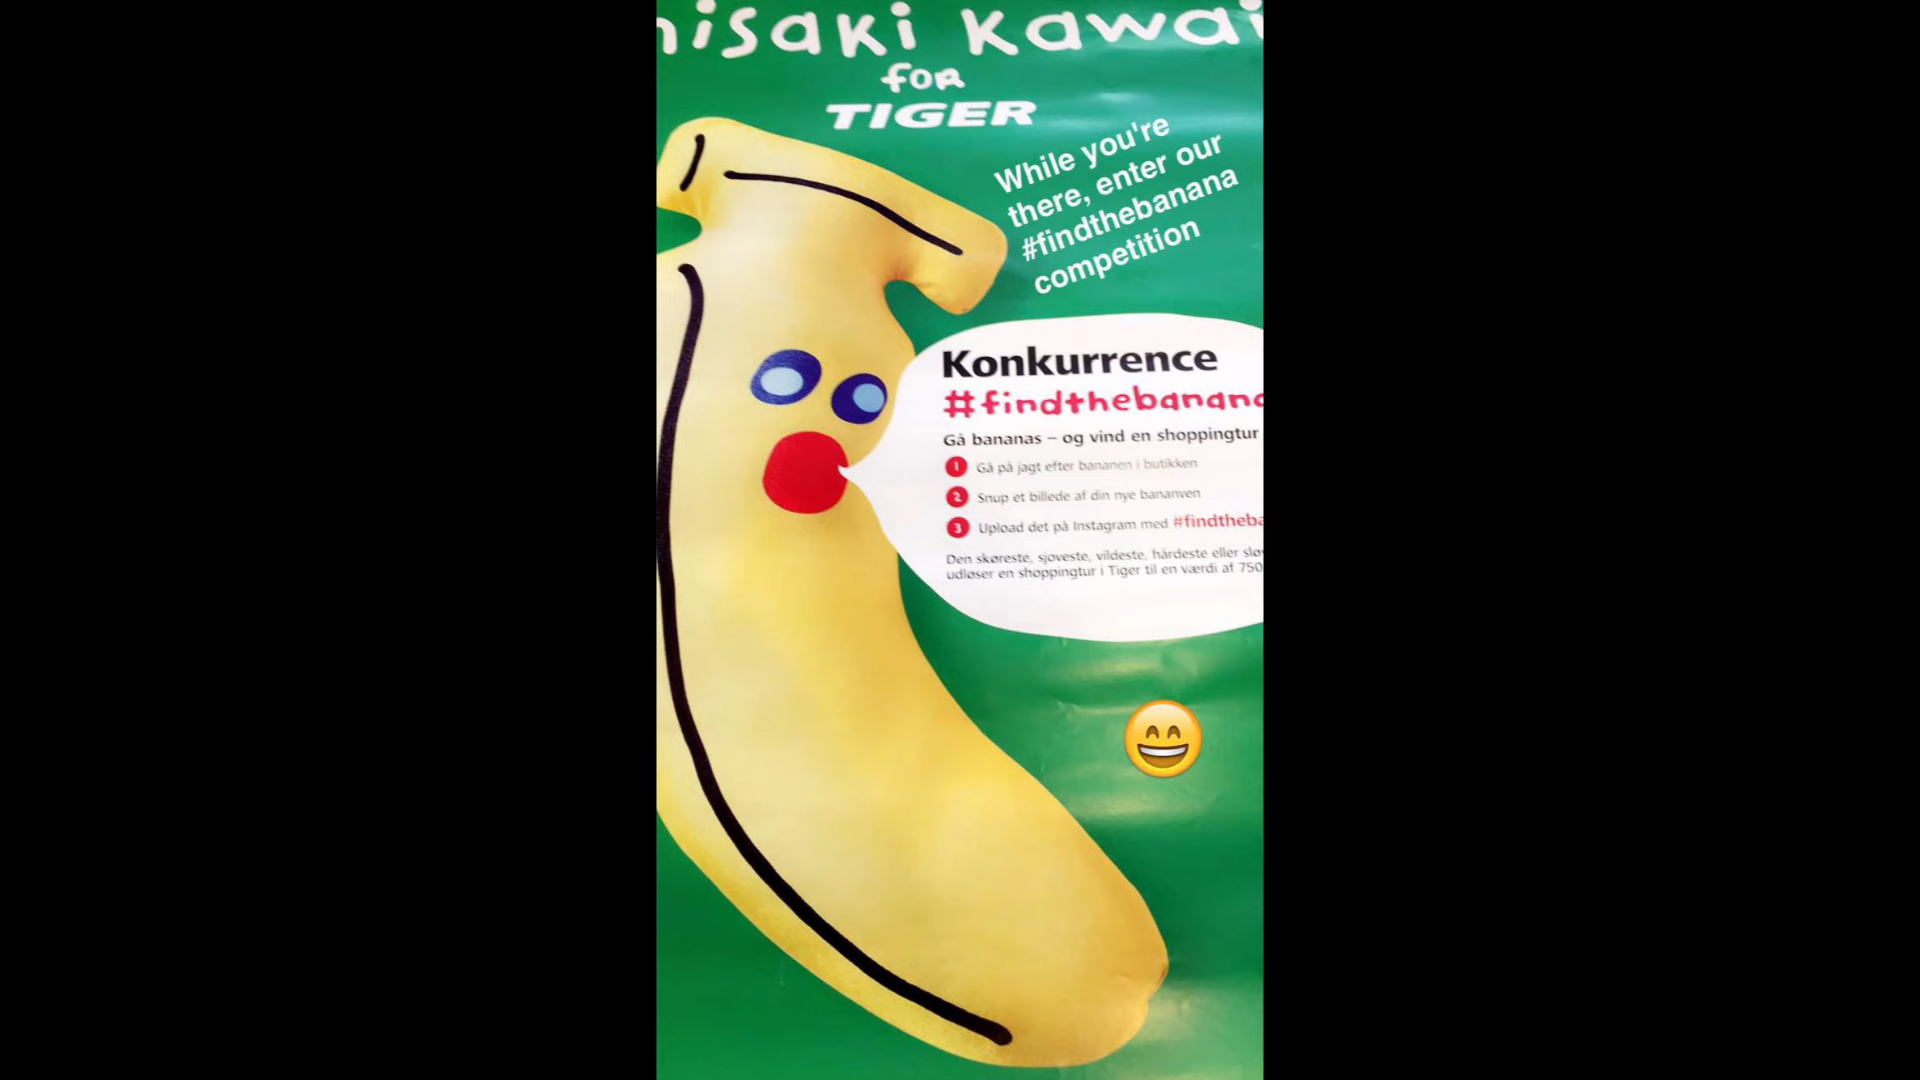 misaki Kawai
for
TIGER
While you're
there, enter our
#findthebanana
competition
Konkurrence
#findthebanana
Gå bananas – og vind en shoppingtur
1 Gå på jagt efter bananen i butikken
2 Snup et billede af din nye bananven
3 Upload det på Instagram med #findtheba
Den skøreste, sjoveste, vildeste, hårdeste eller slø
udløser en shoppingtur i Tiger til en værdi af 750